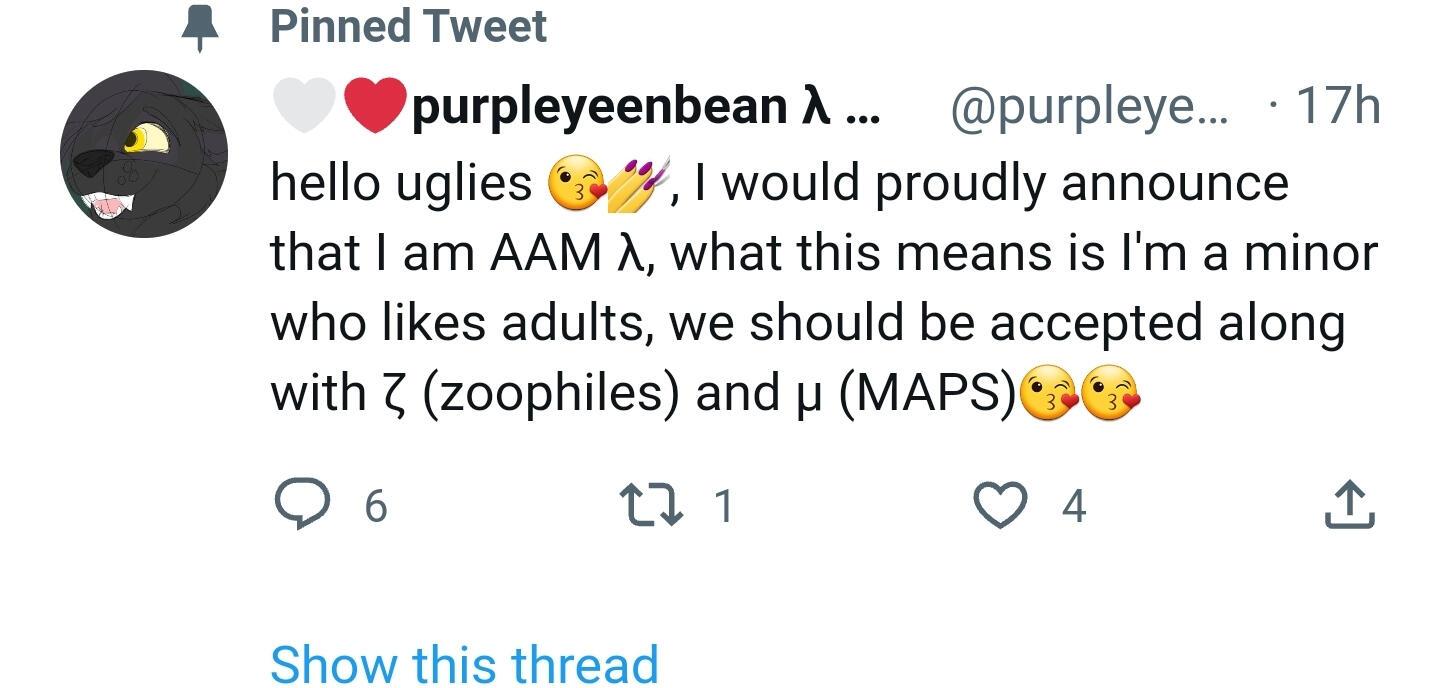 Pinned Tweet
🤍❤️purpleyeenbean λ ... @purpleye... · 17h
hello uglies 😘💅, I would proudly announce
that I am AAM λ, what this means is I'm a minor
who likes adults, we should be accepted along
with ζ (zoophiles) and μ (MAPS)😘😘
6 1 4
Show this thread